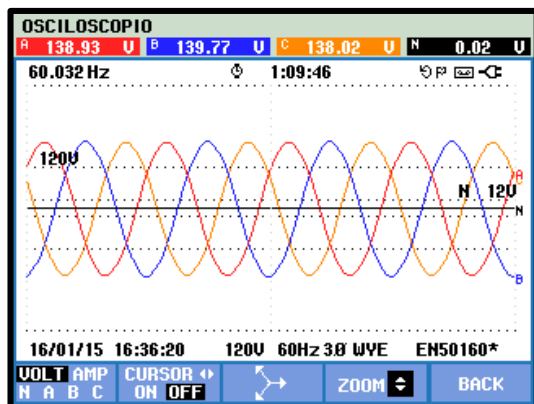 OSCILOSCOPIO
A 138.93 V B 139.77 V C 138.02 V N 0.02 V
60.032 Hz 1:09:46
120V
A
N 12V
N
B
16/01/15 16:36:20 120V 60Hz 3Ø WYE EN50160*
VOLT AMP
N A B C
CURSOR
ON OFF
ZOOM
BACK